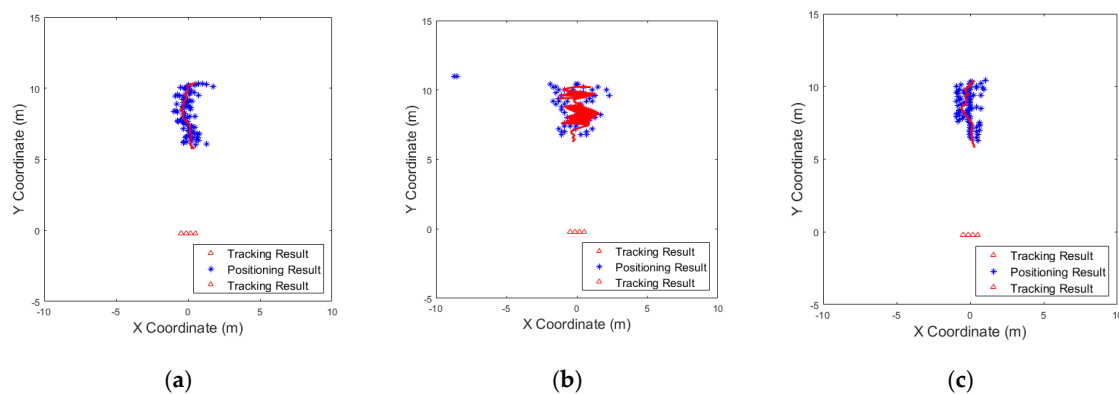 15
10
5
0
-5
-10
-5
0
5
10
Y Coordinate (m)
X Coordinate (m)
Tracking Result
Positioning Result
Tracking Result
(a)
15
10
5
0
-5
-10
-5
0
5
10
Y Coordinate (m)
X Coordinate (m)
Tracking Result
Positioning Result
Tracking Result
(b)
15
10
5
0
-5
-10
-5
0
5
10
Y Coordinate (m)
X Coordinate (m)
Tracking Result
Positioning Result
Tracking Result
(c)